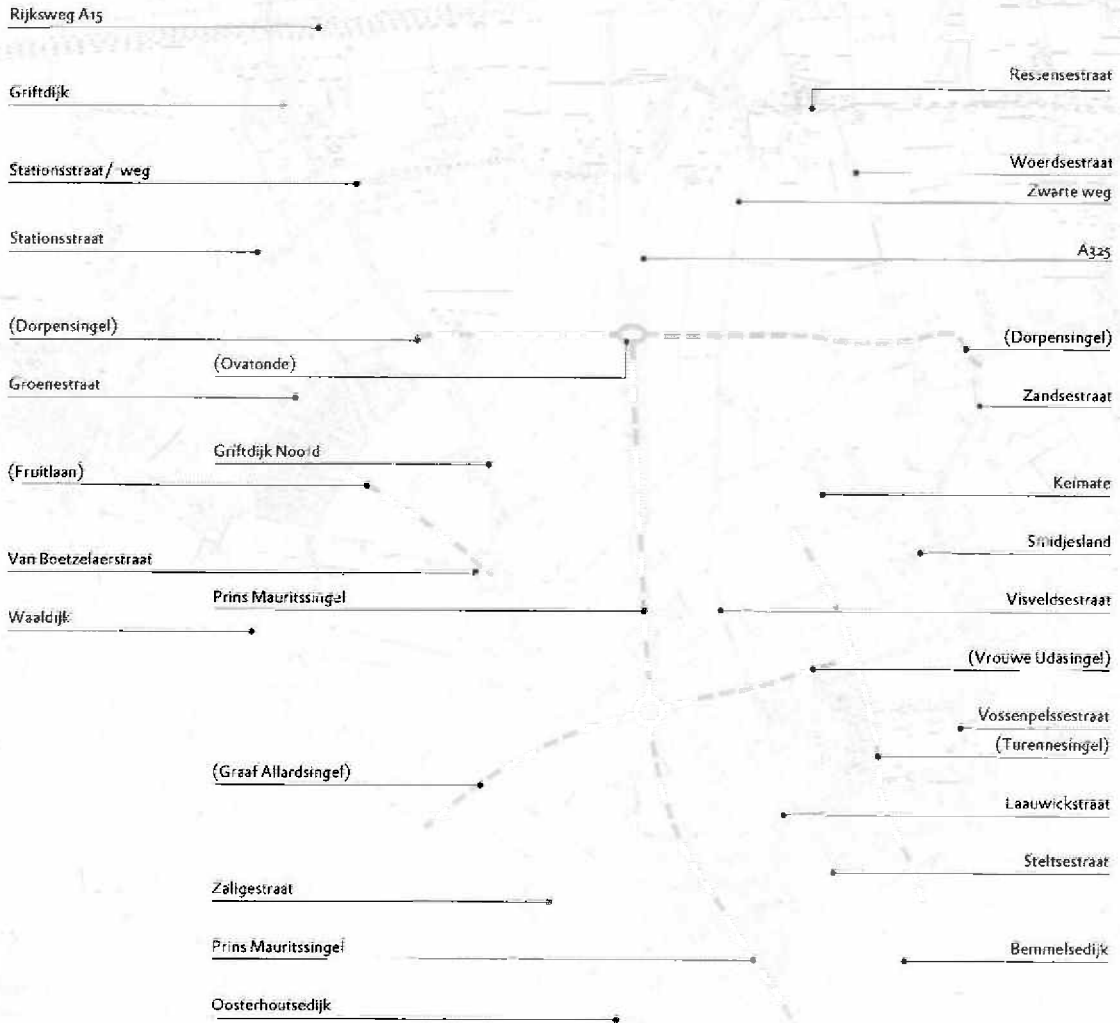 Rijksweg A15
Griftdijk
Stationsstraat/-weg
Stationsstraat
(Dorpensingel)
(Ovatonde)
Groenestraat
Griftdijk Noord
(Fruitlaan)
Van Boetzelaerstraat
Prins Mauritssingel
Waaldijk
(Graaf Allardsingel)
Zaligestraat
Prins Mauritssingel
Oosterhoutsedijk
Ressensestraat
Woerdsestraat
Zwarte weg
A325
(Dorpensingel)
Zandsestraat
Keimate
Smidjesland
Visveldsestraat
(Vrouwe Udasingel)
Vossenpelssestraat
(Turennesingel)
Laauwickstraat
Steltsestraat
Bemmelsedijk